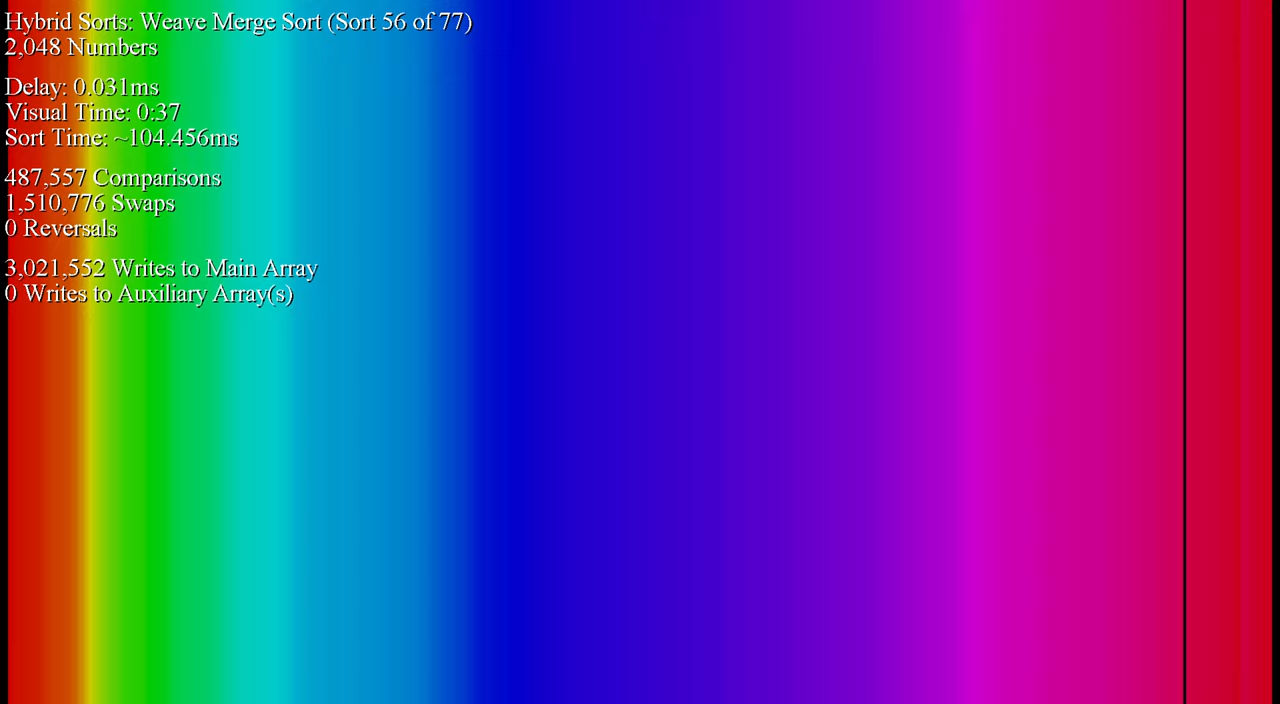 Hybrid Sorts: Weave Merge Sort (Sort 56 of 77)
2,048 Numbers
Delay: 0.031ms
Visual Time: 0:37
Sort Time: ~104.456ms
487,557 Comparisons
1,510,776 Swaps
0 Reversals
3,021,552 Writes to Main Array
0 Writes to Auxiliary Array(s)